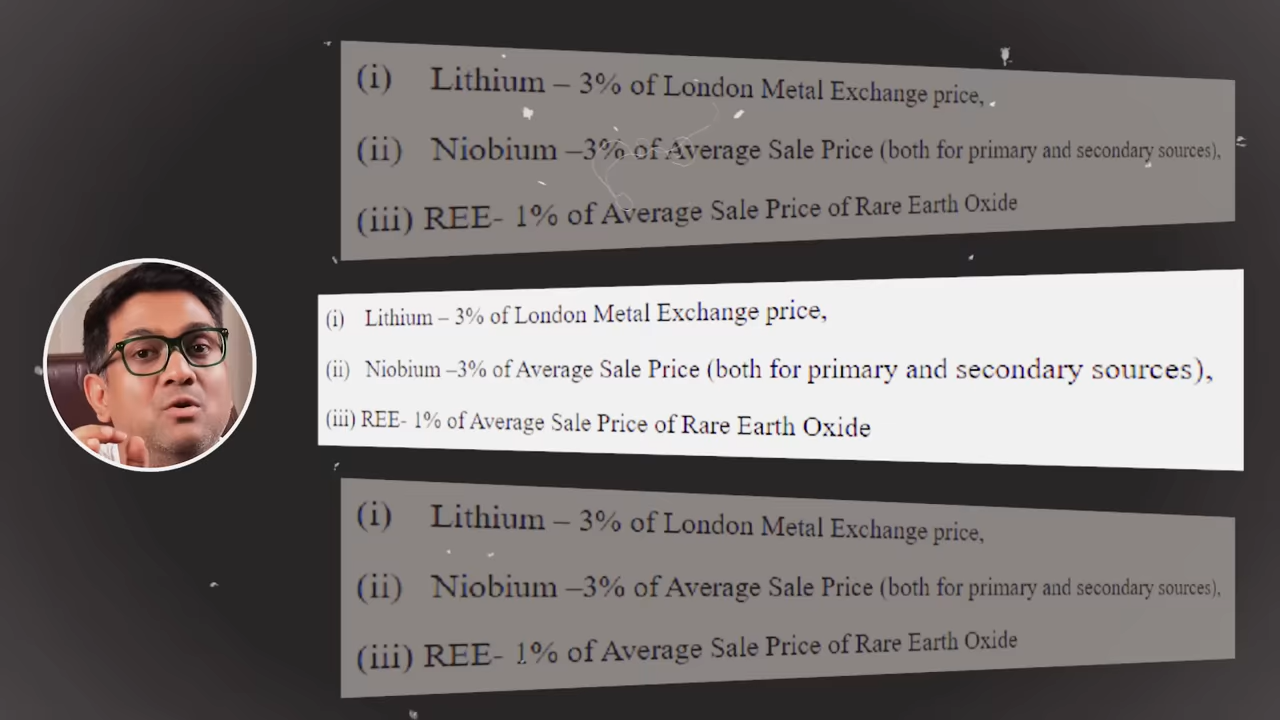 (i) Lithium – 3% of London Metal Exchange price,
(ii) Niobium –3% of Average Sale Price (both for primary and secondary sources),
(iii) REE- 1% of Average Sale Price of Rare Earth Oxide
(i) Lithium – 3% of London Metal Exchange price,
(ii) Niobium –3% of Average Sale Price (both for primary and secondary sources),
(iii) REE- 1% of Average Sale Price of Rare Earth Oxide
(i) Lithium – 3% of London Metal Exchange price,
(ii) Niobium –3% of Average Sale Price (both for primary and secondary sources),
(iii) REE- 1% of Average Sale Price of Rare Earth Oxide